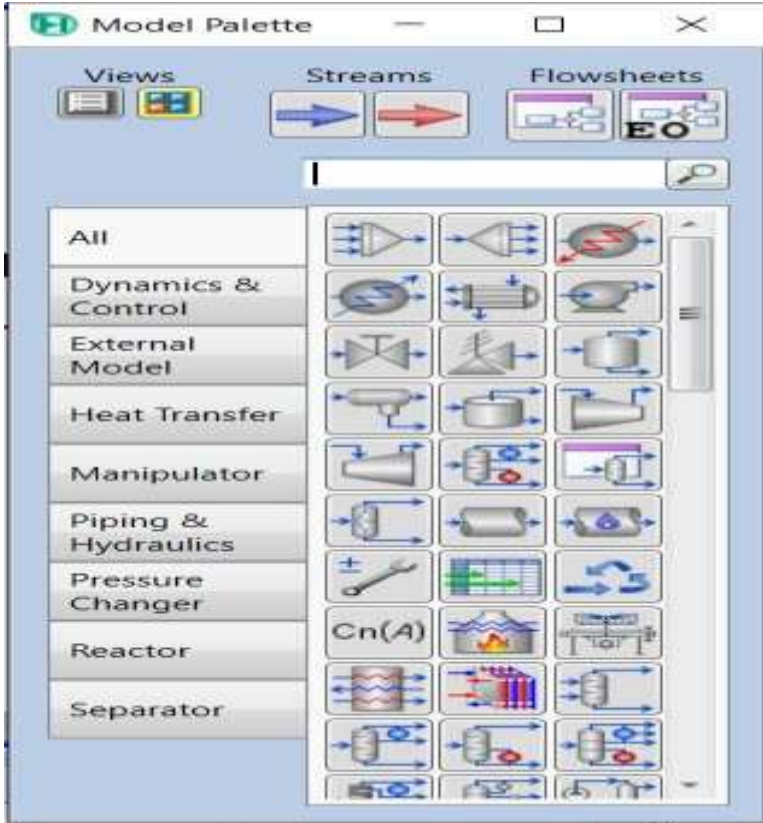 Model Palette
Views Streams Flowsheets
EO
All
Dynamics &
Control
External
Model
Heat Transfer
Manipulator
Piping &
Hydraulics
Pressure
Changer
Reactor
Separator
±
Cn(A)